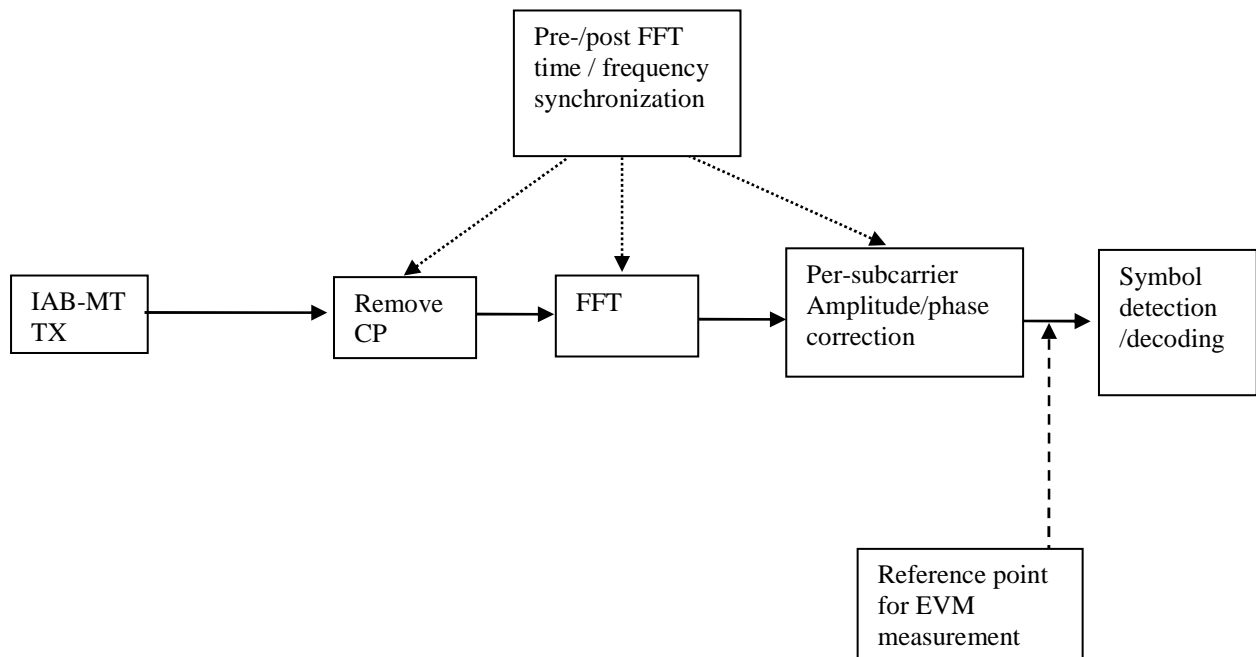 Pre-/post FFT
time / frequency
synchronization
IAB-MT
TX
Remove
CP
FFT
Per-subcarrier
Amplitude/phase
correction
Symbol
detection
/decoding
Reference point
for EVM
measurement